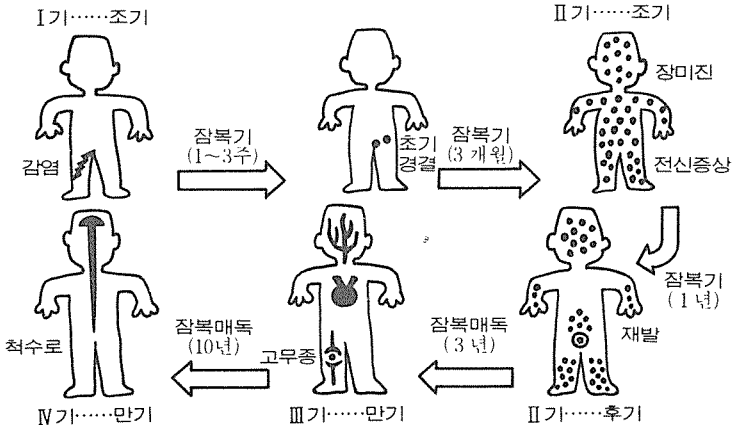 Ⅰ기……조기
Ⅱ기……조기
장미진
감염
잠복기
(1~3주)
초기
경결
잠복기
(3개월)
전신증상
잠복기
(1년)
척수로
잠복매독
(10년)
고무종
잠복매독
(3년)
재발
Ⅳ기……만기
Ⅲ기……만기
Ⅱ기……후기